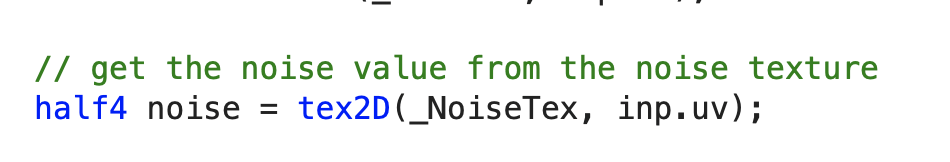 // get the noise value from the noise texture
half4 noise = tex2D(_NoiseTex, inp.uv);